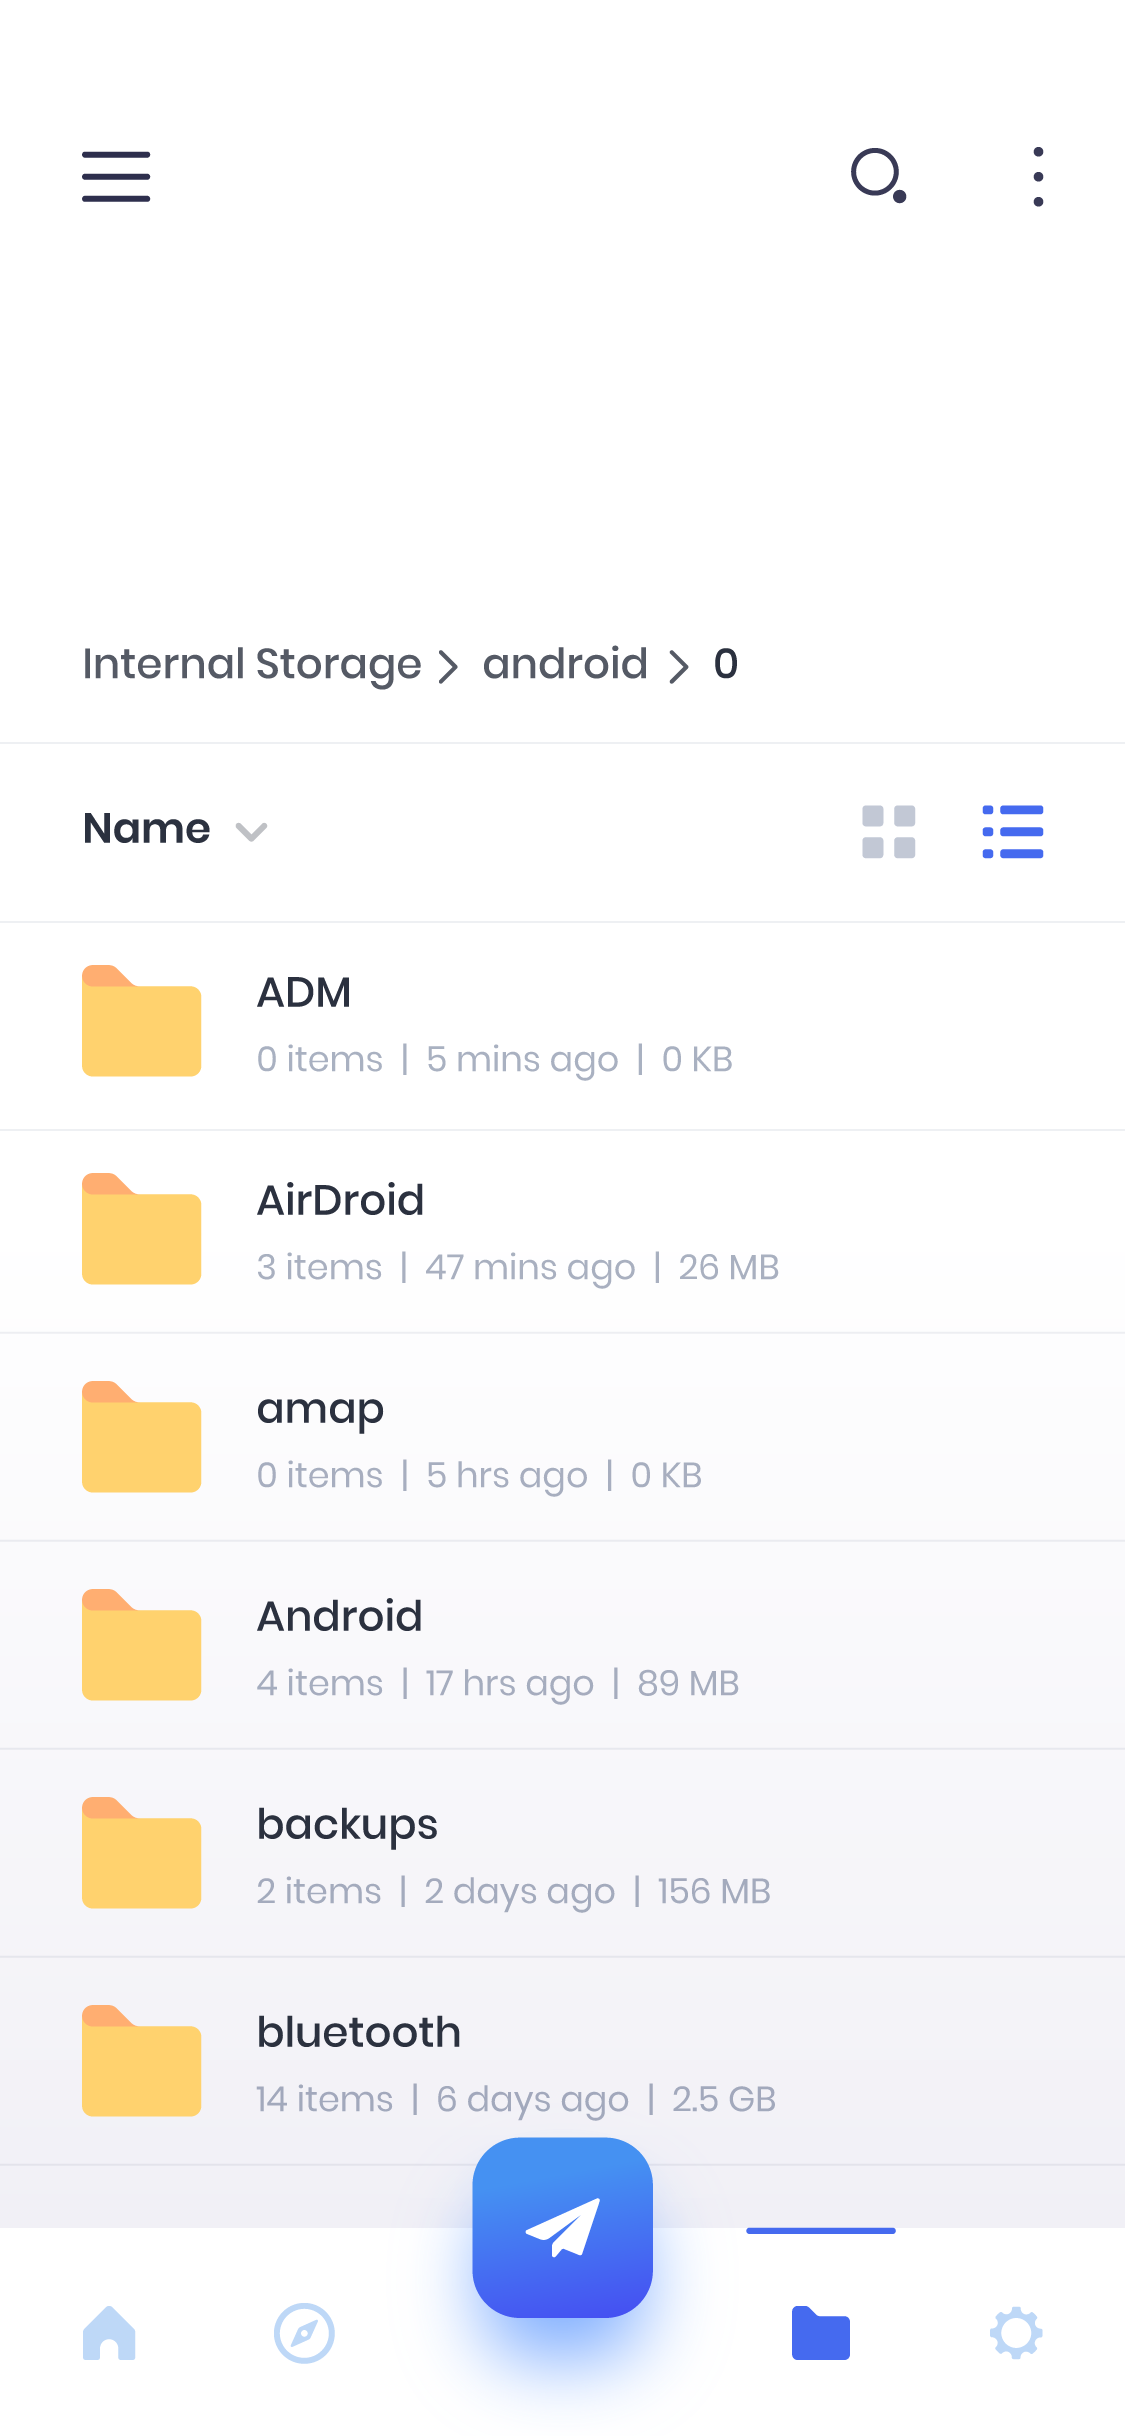 Internal Storage > android > 0
Name
ADM
0 items | 5 mins ago | 0 KB
AirDroid
3 items | 47 mins ago | 26 MB
amap
0 items | 5 hrs ago | 0 KB
Android
4 items | 17 hrs ago | 89 MB
backups
2 items | 2 days ago | 156 MB
bluetooth
14 items | 6 days ago | 2.5 GB